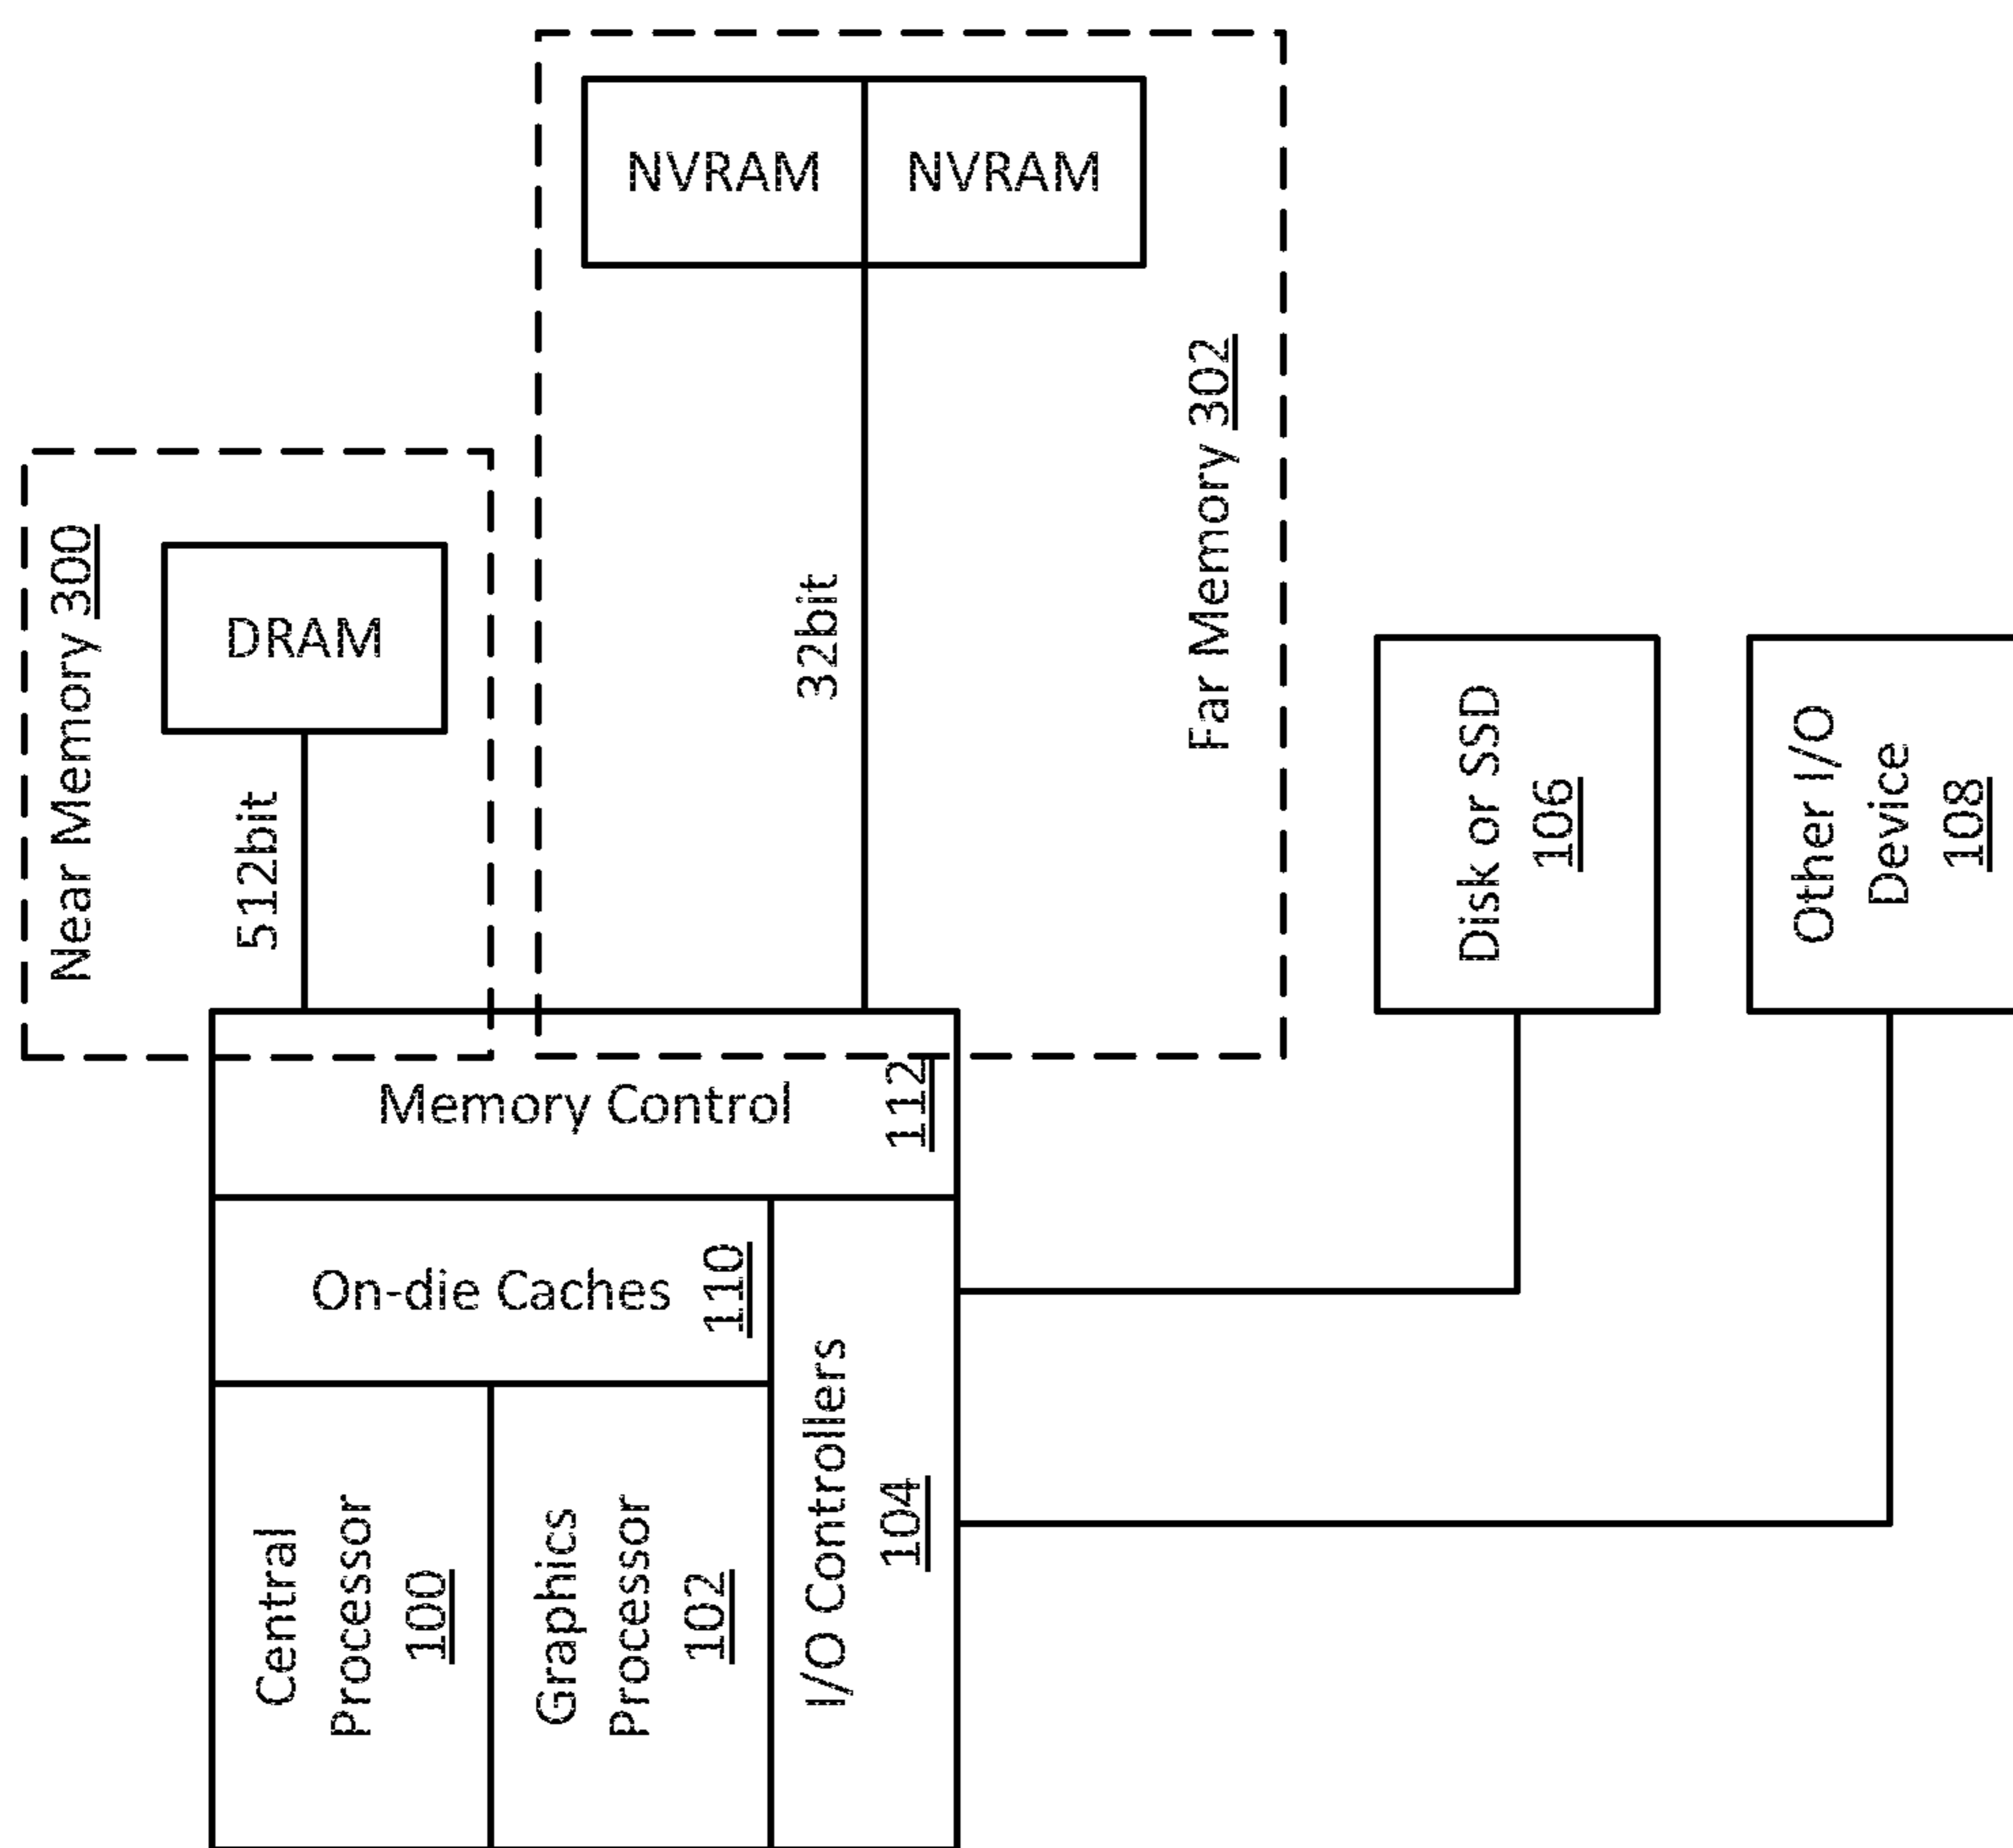 Near Memory 300
DRAM
512bit
NVRAM
NVRAM
32bit
Far Memory 302
Memory Control
112
On-die Caches
110
Central
Processor
100
Graphics
Processor
102
I/O Controllers
104
Disk or SSD
106
Other I/O
Device
108